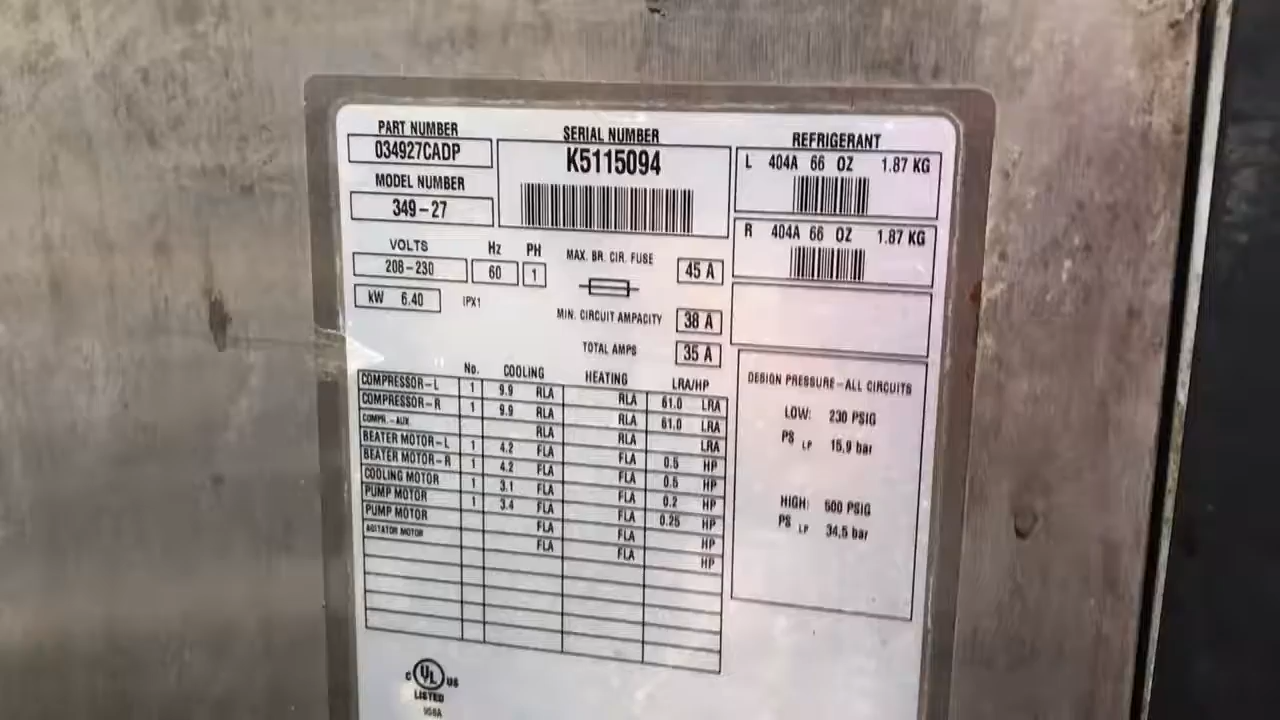 PART NUMBER
034927CADP
MODEL NUMBER
349-27
SERIAL NUMBER
K5115094
REFRIGERANT
L 404A 66 OZ 1.87 KG
R 404A 66 OZ 1.87 KG
VOLTS
208-230
Hz
60
PH
1
kW 6.40
IPX1
MAX. BR. CIR. FUSE
45 A
MIN. CIRCUIT AMPACITY
38 A
TOTAL AMPS
35 A
No. COOLING HEATING LRA/HP
COMPRESSOR-L 1 9.9 RLA RLA 61.0 LRA
COMPRESSOR-R 1 9.9 RLA RLA 61.0 LRA
COMPR.-AUX RLA RLA LRA
BEATER MOTOR-L 1 4.2 FLA FLA 0.5 HP
BEATER MOTOR-R 1 4.2 FLA FLA 0.5 HP
COOLING MOTOR 1 3.1 FLA FLA 0.2 HP
PUMP MOTOR 1 3.4 FLA FLA 0.25 HP
PUMP MOTOR FLA FLA HP
AGITATOR MOTOR FLA FLA HP
DESIGN PRESSURE-ALL CIRCUITS
LOW: 230 PSIG
PS LP 15,9 bar
HIGH: 500 PSIG
PS LP 34,5 bar
C UL US
LISTED